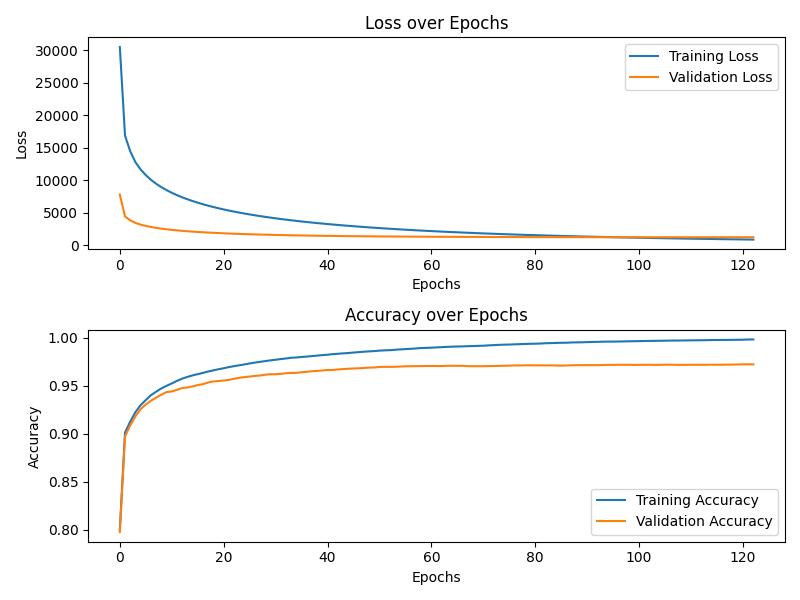 Loss over Epochs
30000
25000
20000
15000
10000
5000
0
Loss
Training Loss
Validation Loss
0 20 40 60 80 100 120
Epochs
Accuracy over Epochs
1.00
0.95
0.90
0.85
0.80
Accuracy
Training Accuracy
Validation Accuracy
0 20 40 60 80 100 120
Epochs